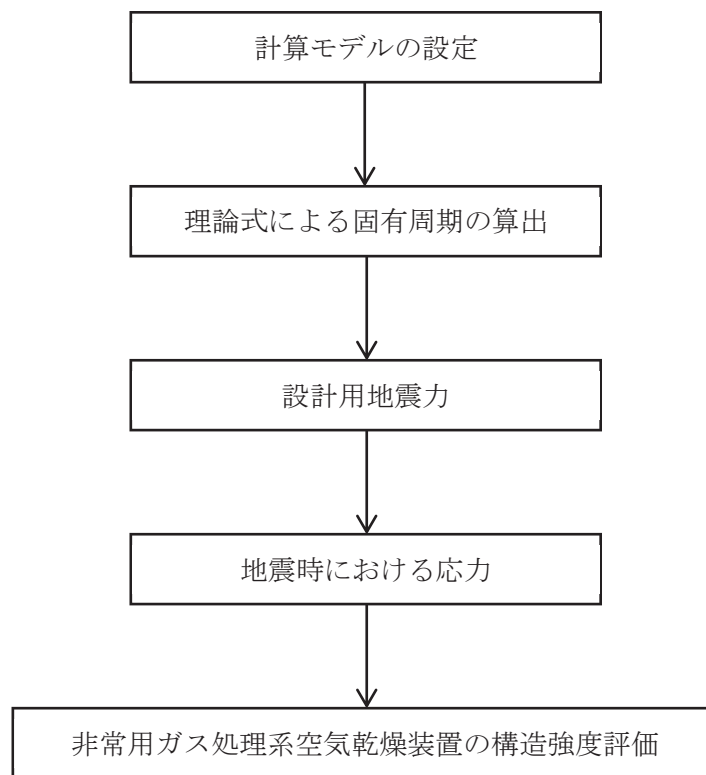 計算モデルの設定
理論式による固有周期の算出
設計用地震力
地震時における応力
非常用ガス処理系空気乾燥装置の構造強度評価